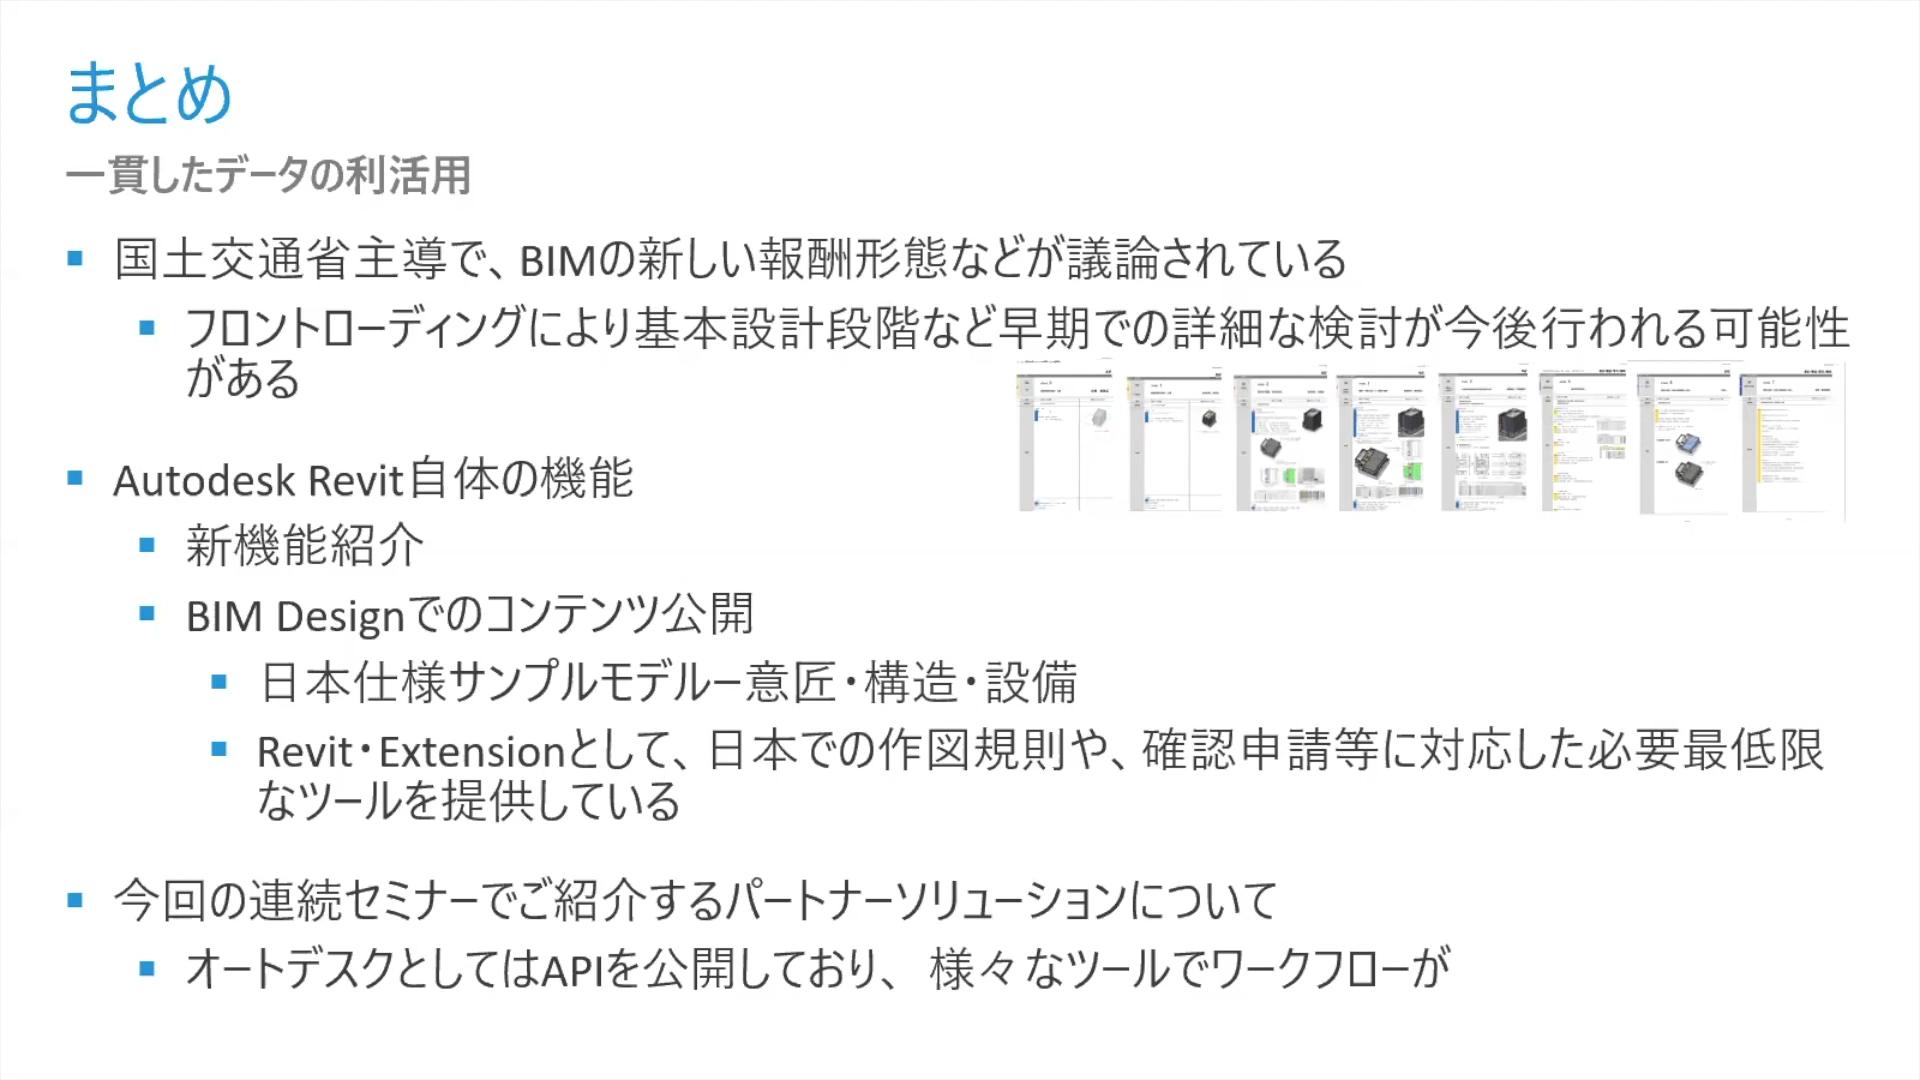 まとめ
一貫したデータの利活用
国土交通省主導で、BIMの新しい報酬形態などが議論されている
フロントローディングにより基本設計段階など早期での詳細な検討が今後行われる可能性
がある
Autodesk Revit自体の機能
新機能紹介
BIM Designでのコンテンツ公開
日本仕様サンプルモデルー意匠・構造・設備
Revit・Extensionとして、日本での作図規則や、確認申請等に対応した必要最低限
なツールを提供している
今回の連続セミナーでご紹介するパートナーソリューションについて
オートデスクとしてはAPIを公開しており、様々なツールでワークフローが